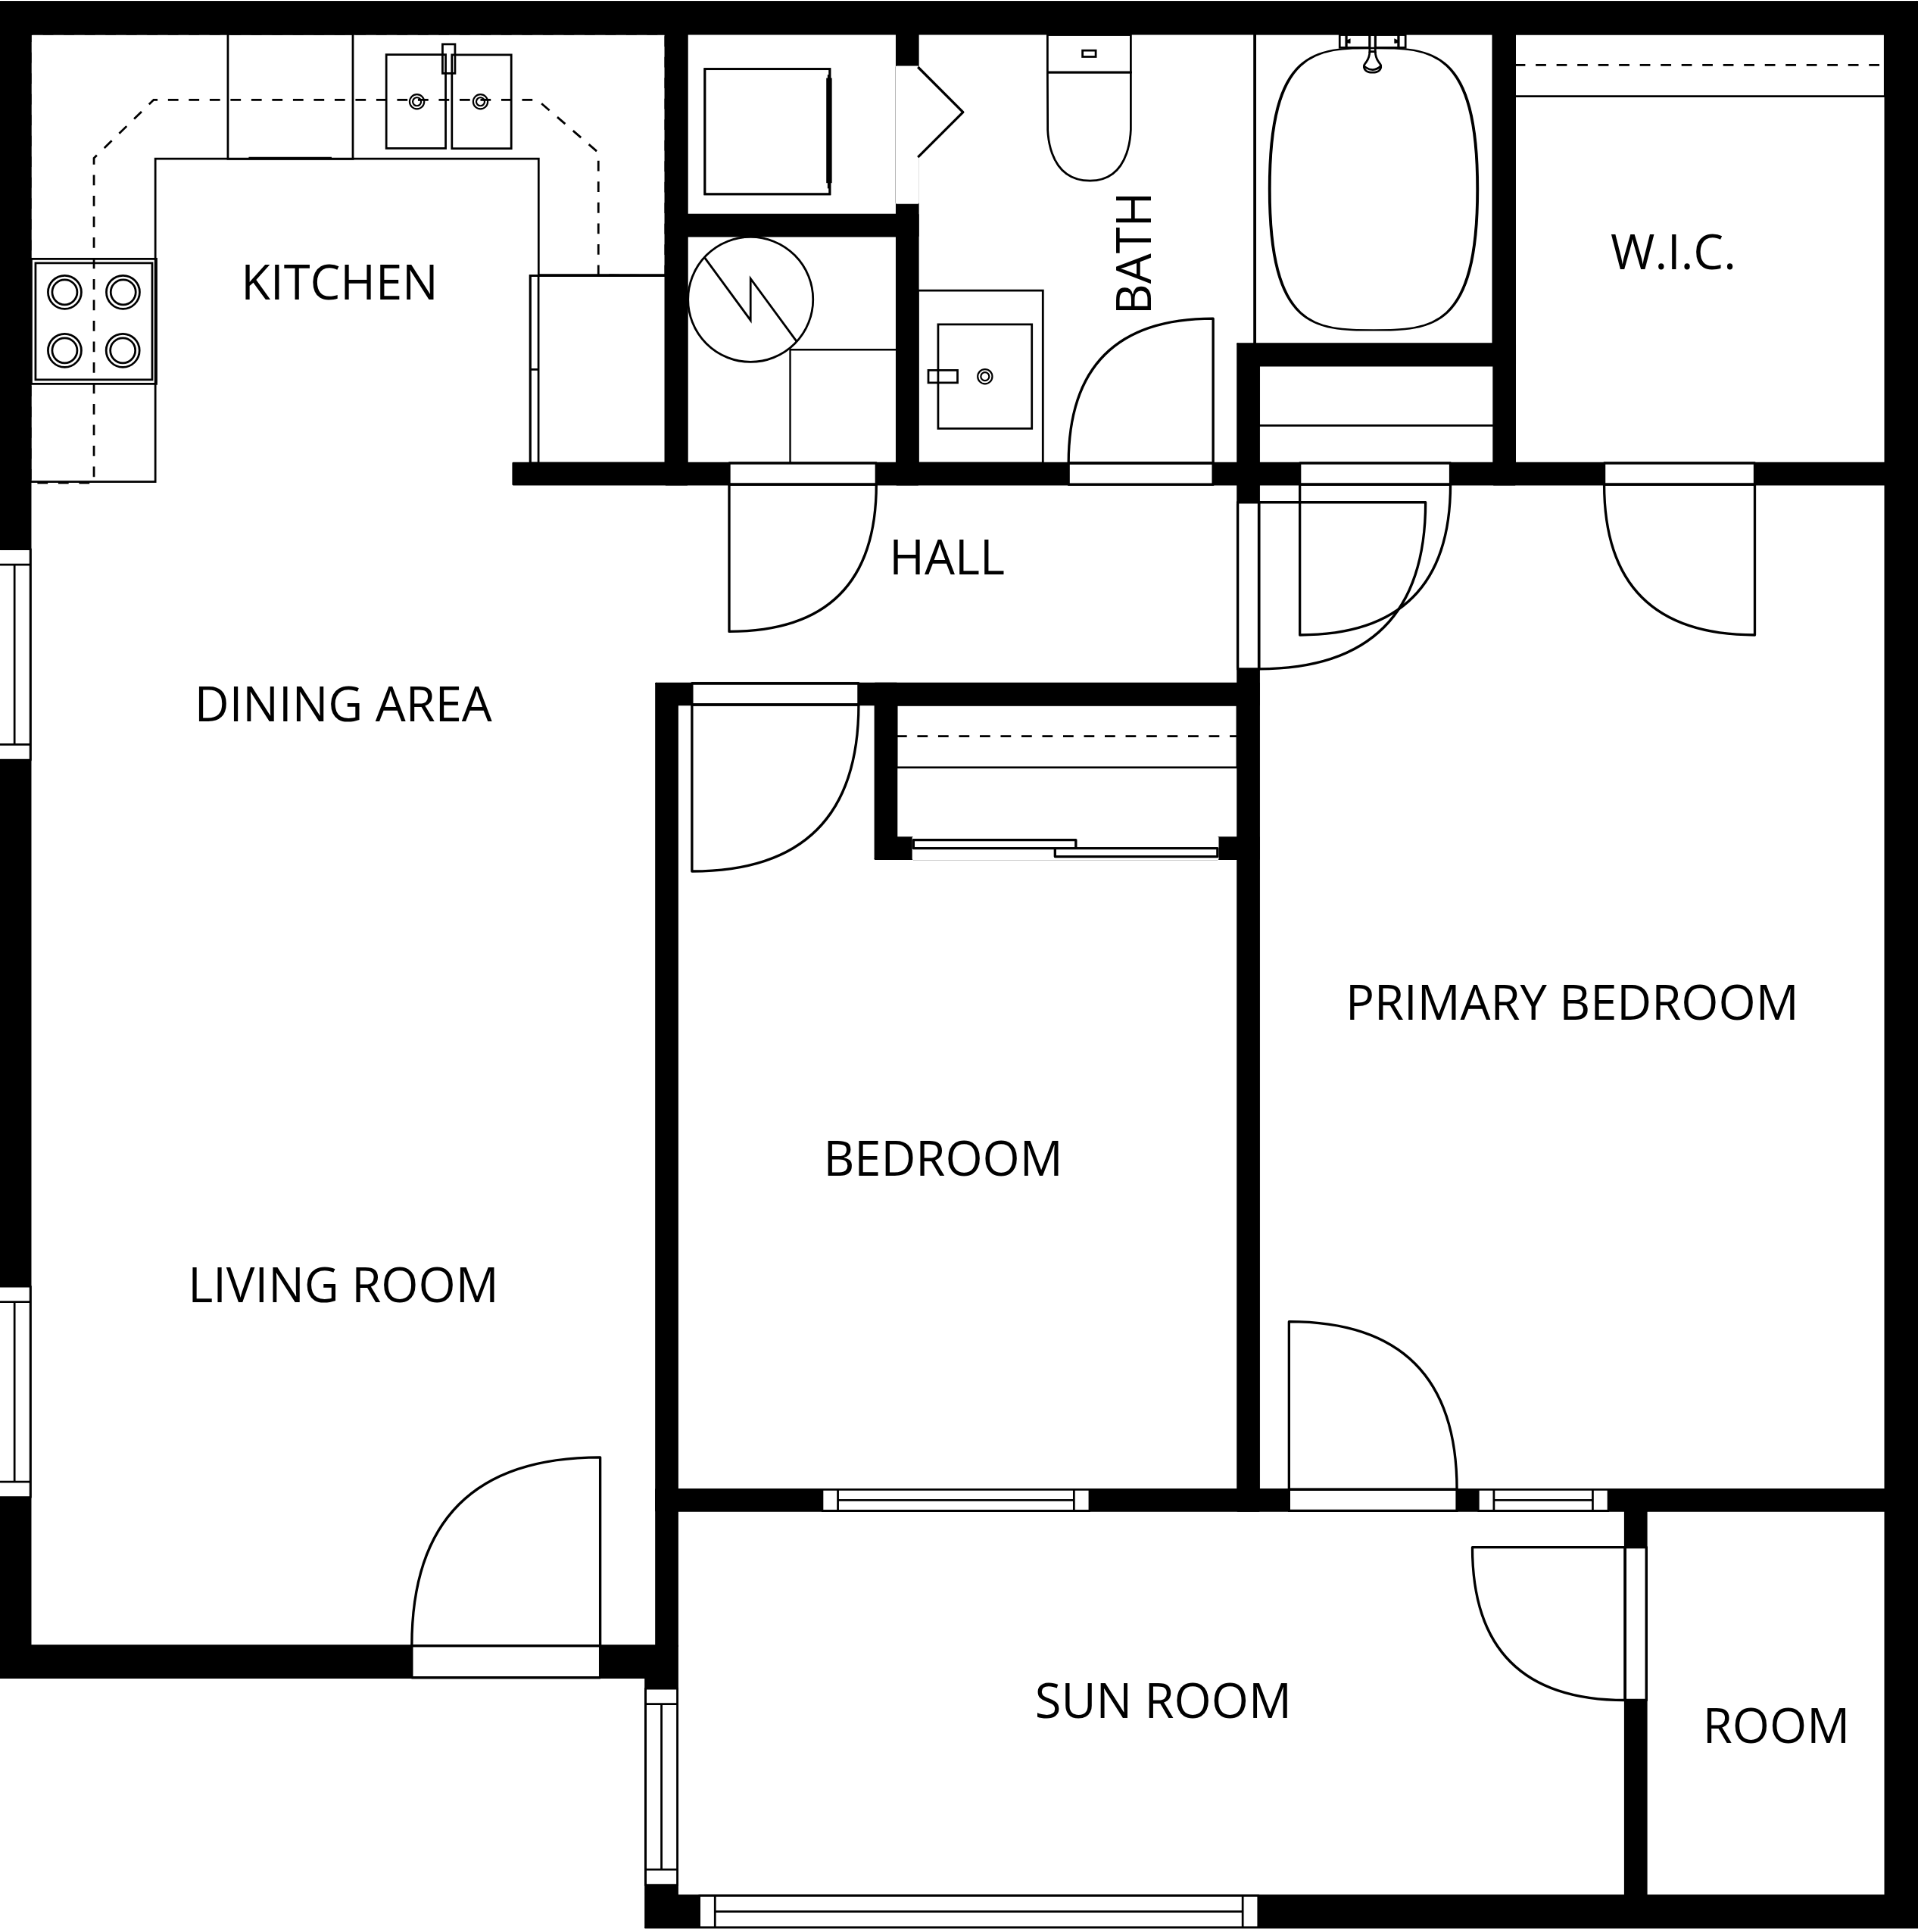 KITCHEN
BATH
W.I.C.
HALL
DINING AREA
PRIMARY BEDROOM
BEDROOM
LIVING ROOM
SUN ROOM
ROOM